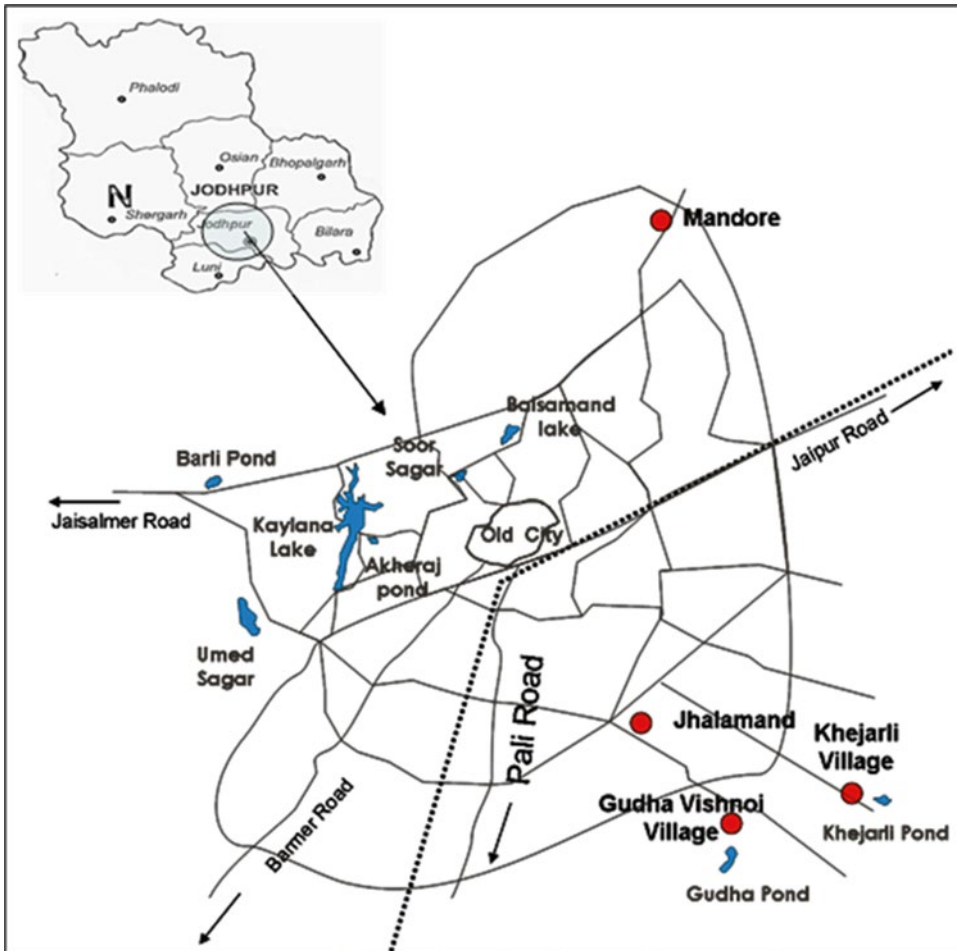 Phalodi
Osian
Bhopalgarh
N
JODHPUR
Shergarh
Jodhpur
Bilara
Luni
Mandore
Balsamand
lake
Soor
Sagar
Barli Pond
Jaipur Road
Jaisalmer Road
Kaylana
Lake
Old City
Akheraj
pond
Umed
Sagar
Pali Road
Jhalamand
Khejarli
Village
Barmer Road
Gudha Vishnoi
Village
Khejarli Pond
Gudha Pond